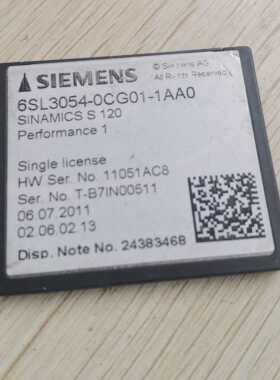 SIEMENS
© Siemens AG
All Rights Reserved
6SL3054-0CG01-1AA0
SINAMICS S 120
Performance 1
Single license
HW Ser. No. 11051AC8
Ser. No. T-B7IN00511
06.07.2011
02.06.02.13
Disp. Note No. 24383468